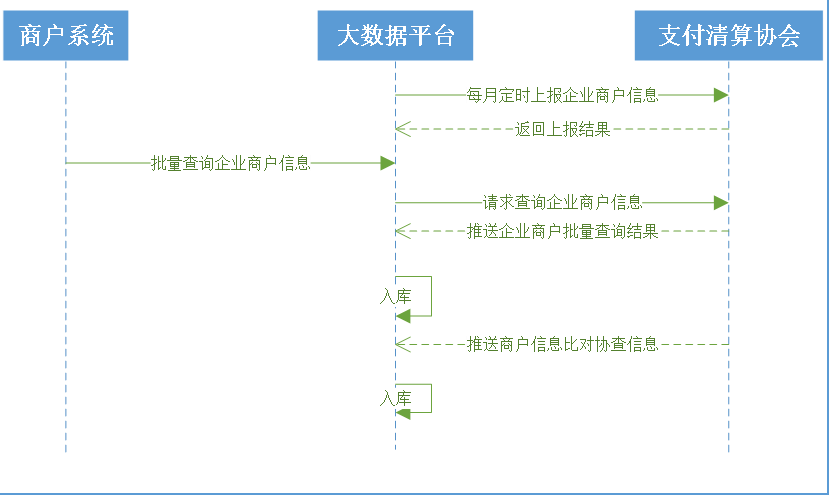 商户系统
大数据平台
支付清算协会
每月定时上报企业商户信息
返回上报结果
批量查询企业商户信息
请求查询企业商户信息
推送企业商户批量查询结果
入库
推送商户信息比对协查信息
入库